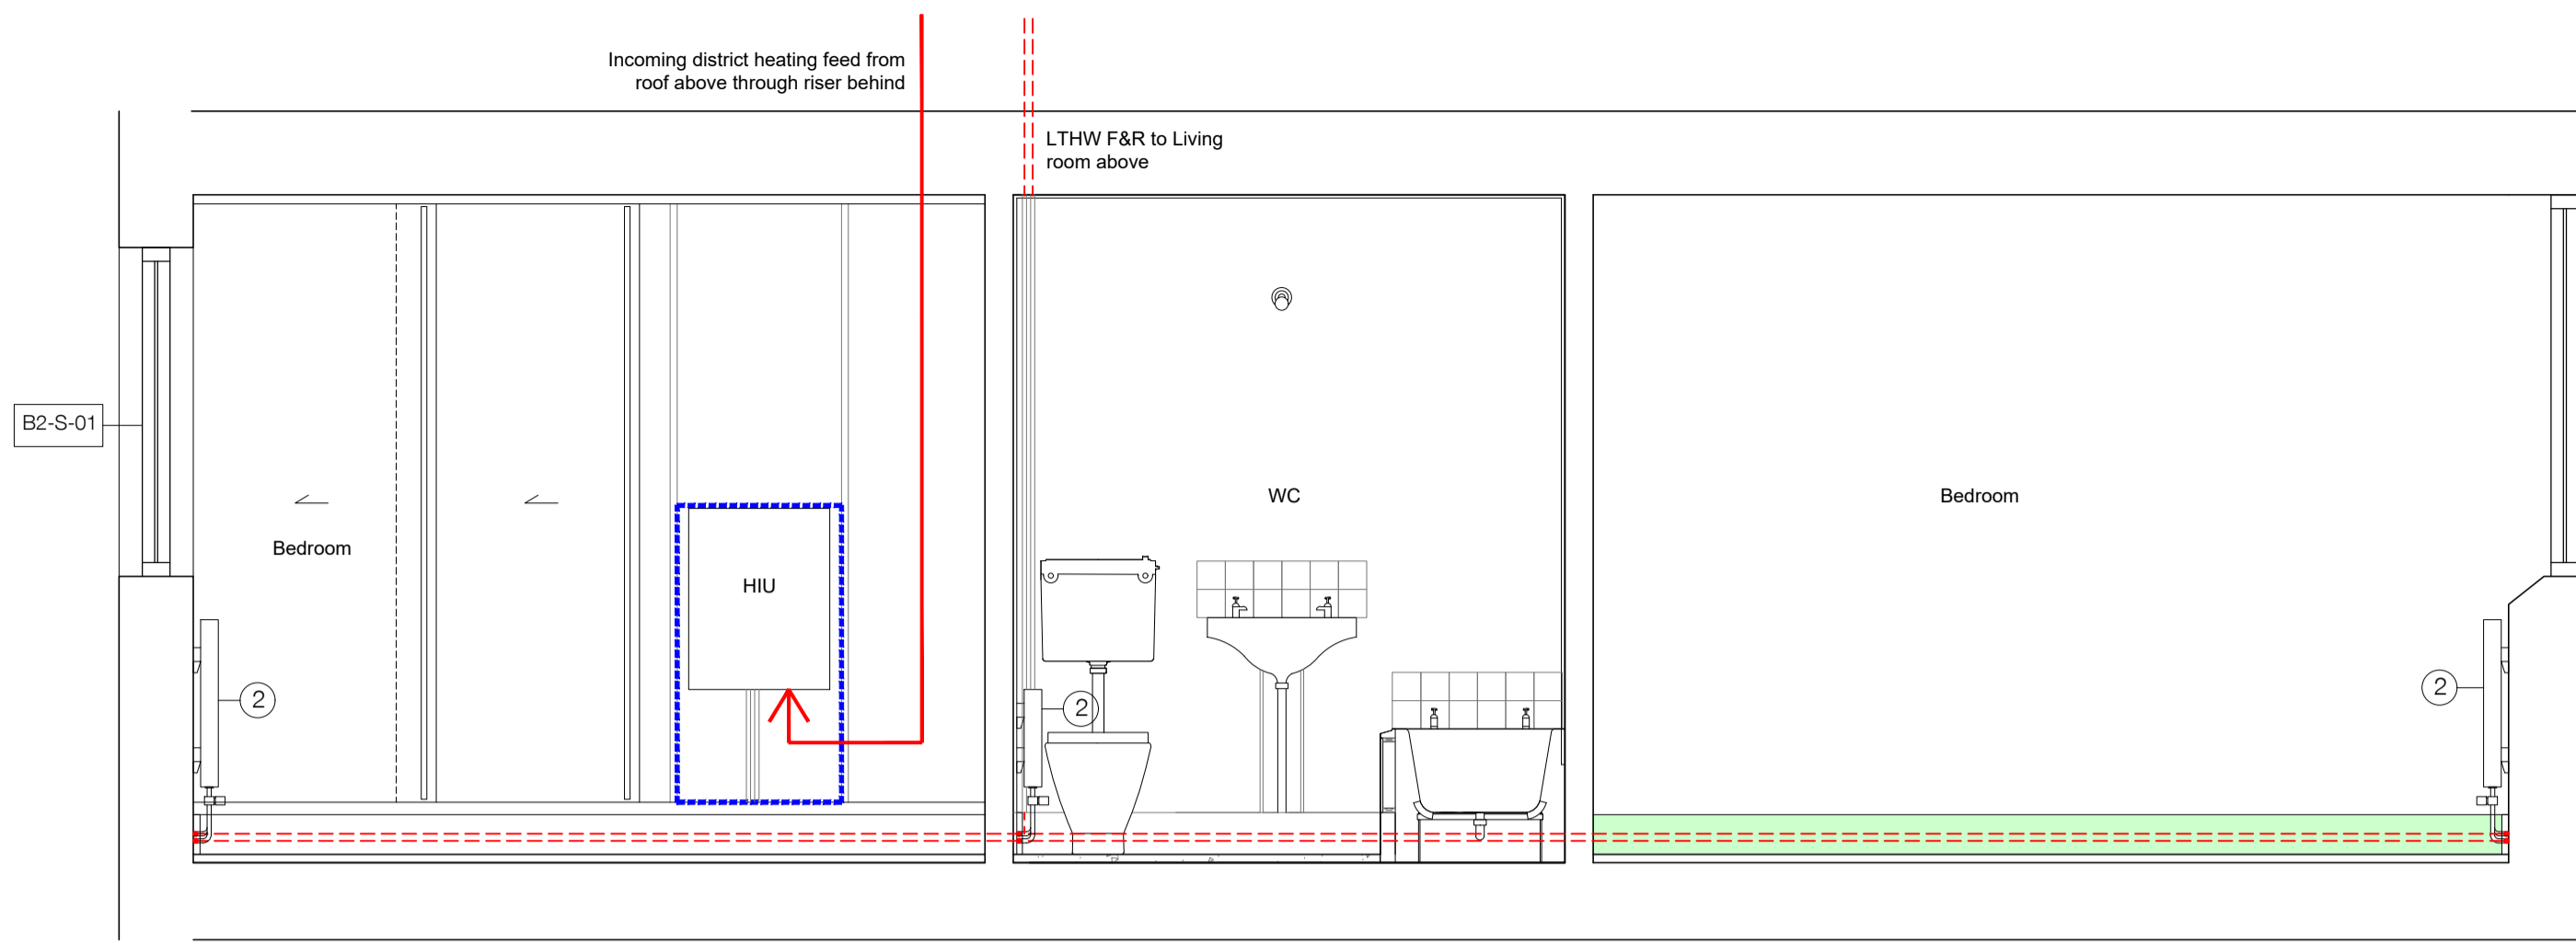 Incoming district heating feed from
roof above through riser behind
LTHW F&R to Living
room above
B2-S-01
WC
Bedroom
Bedroom
HIU
2
2
2